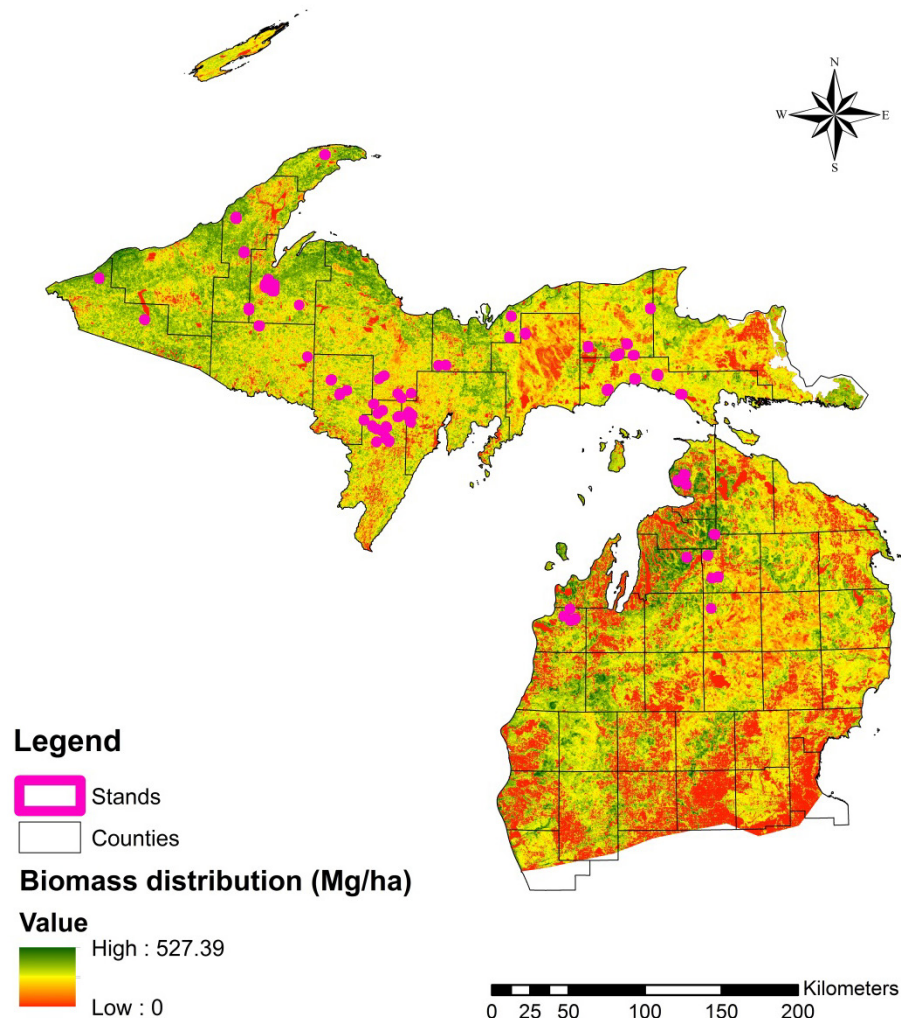 N
W E
S
Legend
Stands
Counties
Biomass distribution (Mg/ha)
Value
High : 527.39
Low : 0
Kilometers
0 25 50 100 150 200